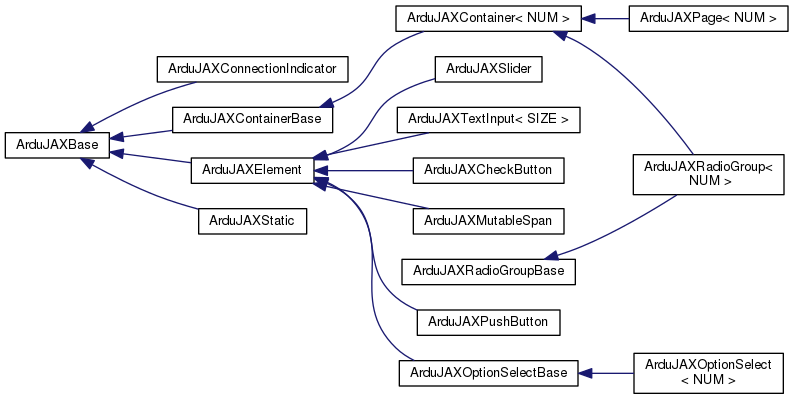 ArduJAXContainer< NUM >
ArduJAXPage< NUM >
ArduJAXConnectionIndicator
ArduJAXSlider
ArduJAXContainerBase
ArduJAXTextInput< SIZE >
ArduJAXBase
ArduJAXElement
ArduJAXCheckButton
ArduJAXRadioGroup<
NUM >
ArduJAXStatic
ArduJAXMutableSpan
ArduJAXRadioGroupBase
ArduJAXPushButton
ArduJAXOptionSelectBase
ArduJAXOptionSelect
< NUM >